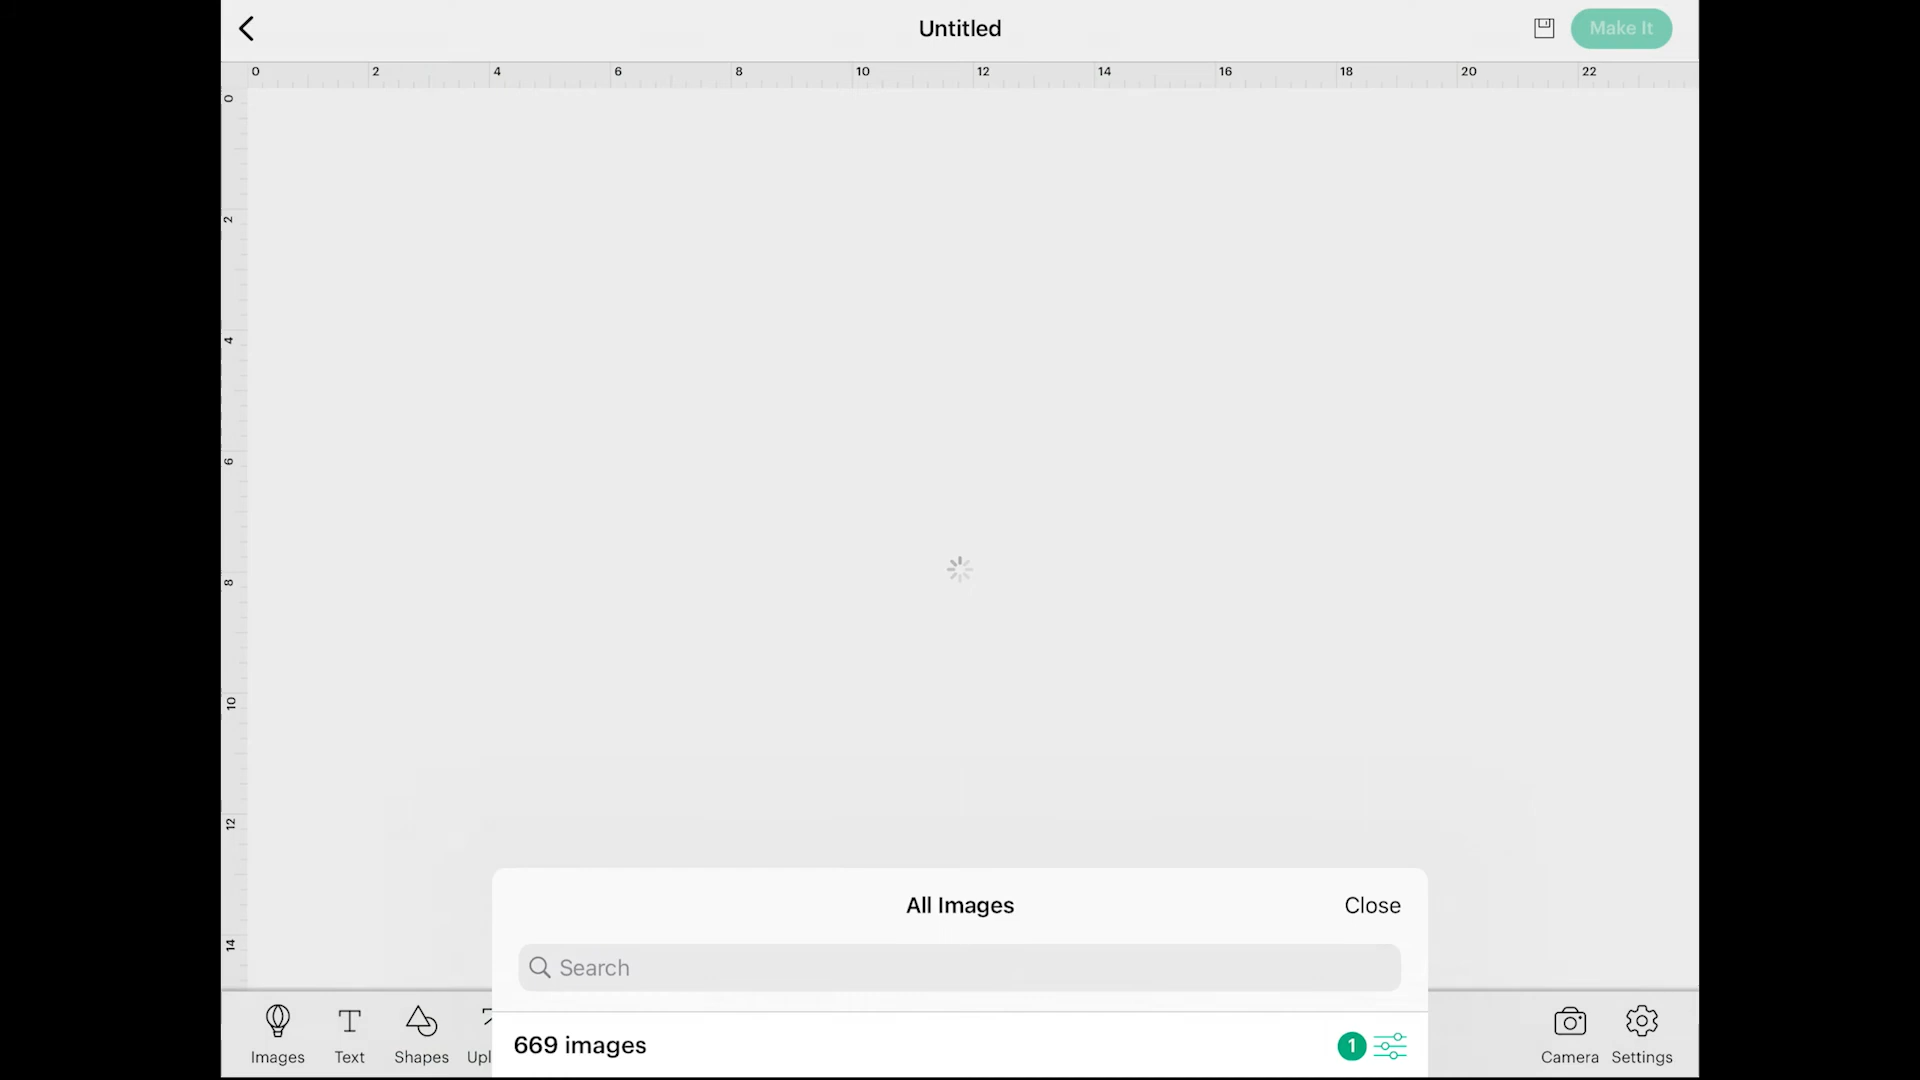 Untitled
Make It
0 2 4 6 8 10 12 14 16 18 20 22
0
2
4
6
8
10
12
14
All Images
Close
Search
Images Text Shapes Upl
669 images
1
Camera Settings